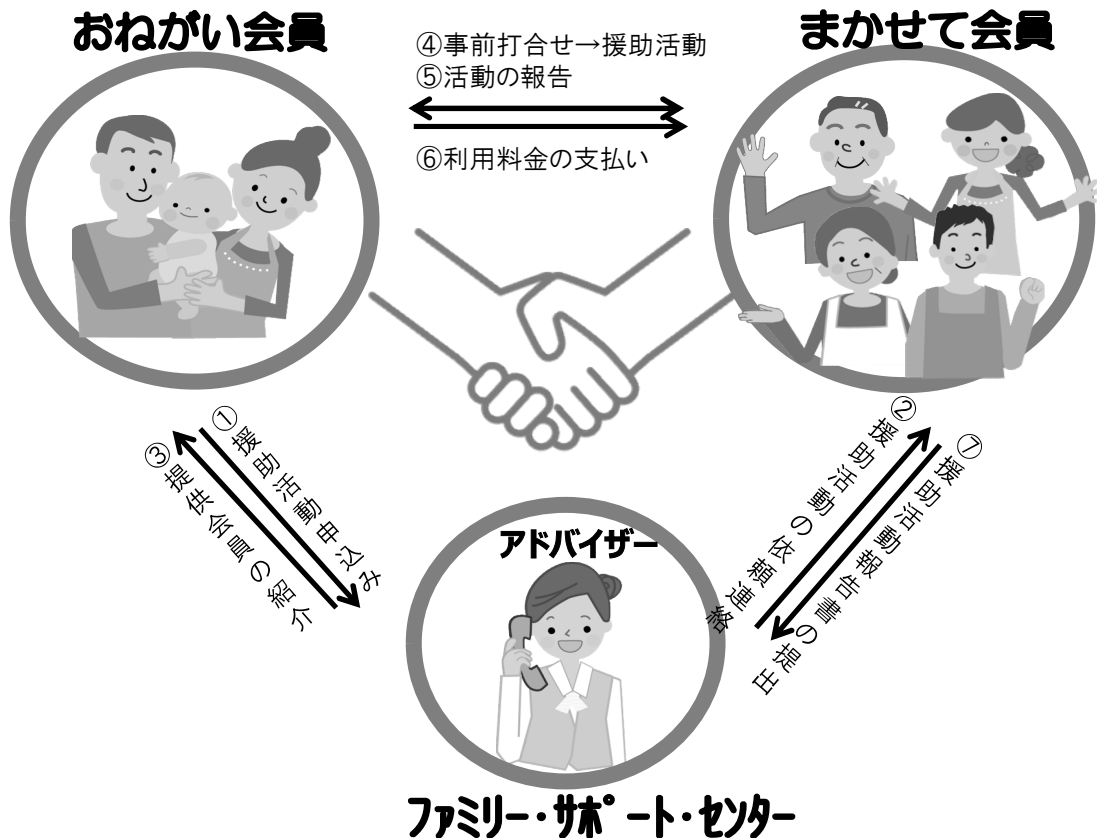 おねがい会員
まかせて会員
④事前打合せ→援助活動
⑤活動の報告
⑥利用料金の支払い
①援助活動申込み
③提供会員の紹介
②援助活動の依頼連絡
⑦援助活動報告書の提出
アドバイザー
ファミリー・サポート・センター